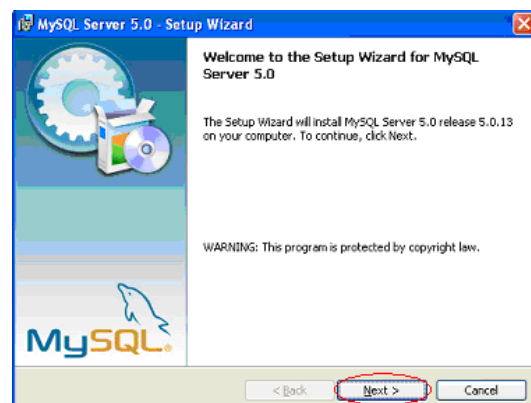 MySQL Server 5.0 - Setup Wizard
Welcome to the Setup Wizard for MySQL
Server 5.0
The Setup Wizard will install MySQL Server 5.0 release 5.0.13
on your computer. To continue, click Next.
WARNING: This program is protected by copyright law.
MySQL.
< Back
Next >
Cancel